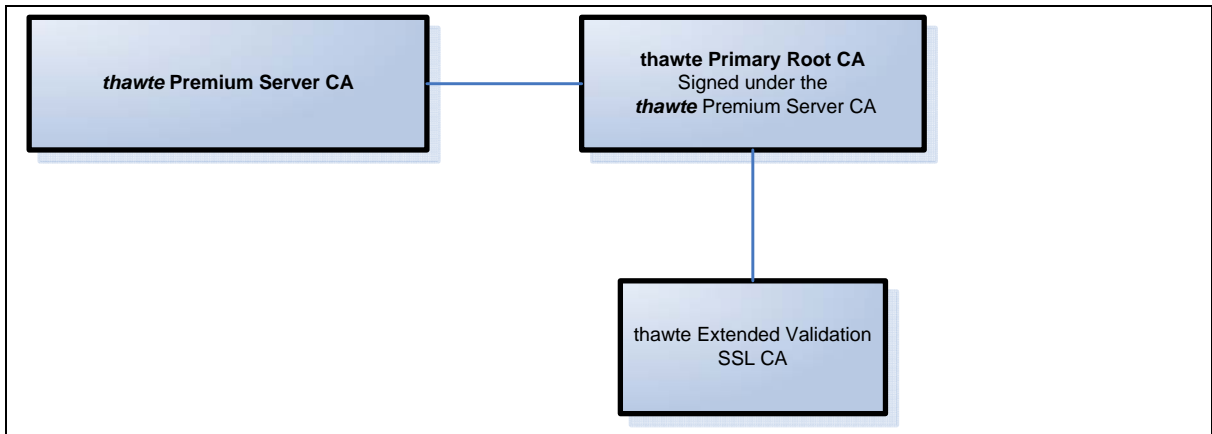 thawte Premium Server CA
thawte Primary Root CA
Signed under the
thawte Premium Server CA
thawte Extended Validation
SSL CA